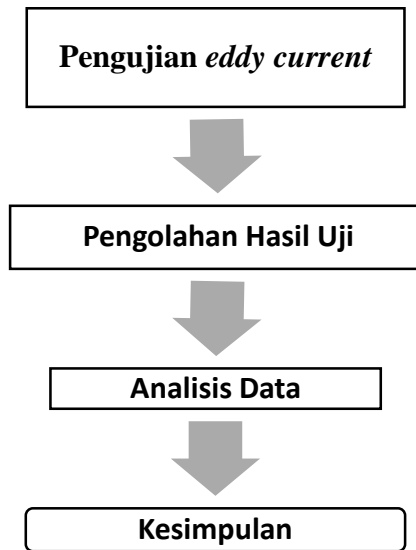 Pengujian eddy current
Pengolahan Hasil Uji
Analisis Data
Kesimpulan